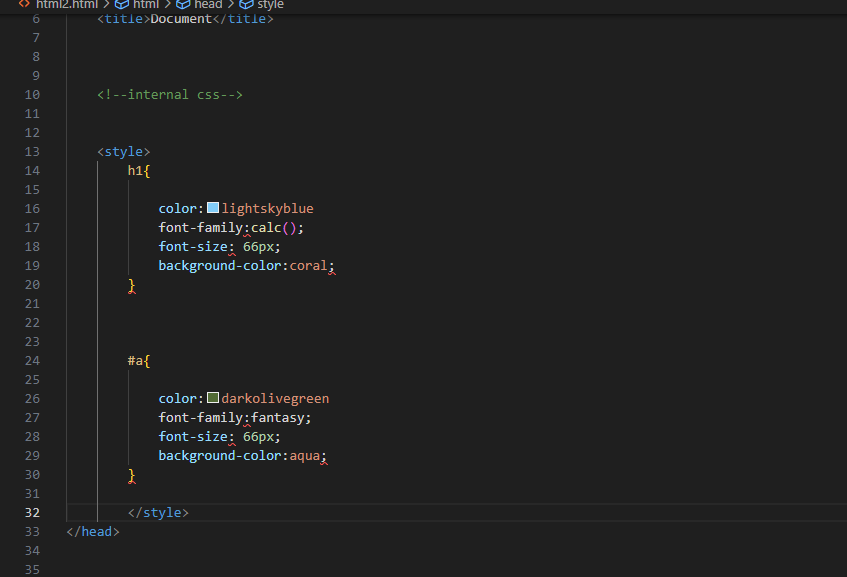 html2.html > html > head > style
6 <title>Document</title>
7
8
9
10 <!--internal css-->
11
12
13 <style>
14 h1{
15
16 color:lightskyblue
17 font-family:calc();
18 font-size: 66px;
19 background-color:coral;
20 }
21
22
23
24 #a{
25
26 color:darkolivegreen
27 font-family:fantasy;
28 font-size: 66px;
29 background-color:aqua;
30 }
31
32 </style>
33 </head>
34
35